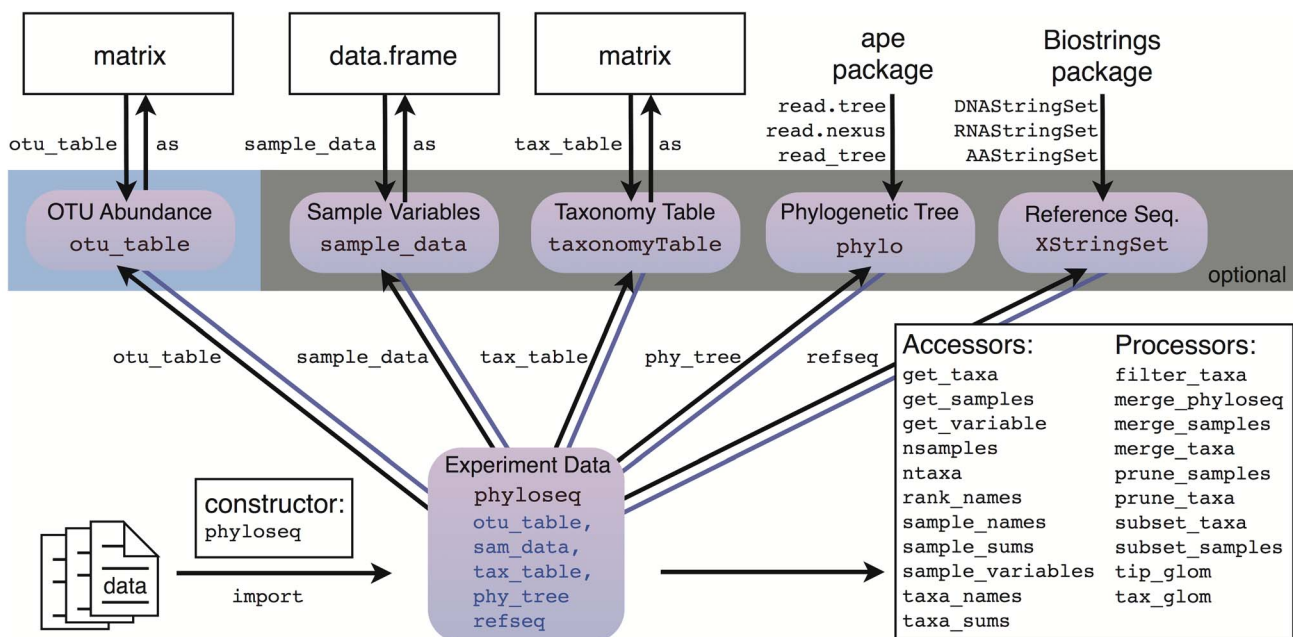 matrix
data.frame
matrix
ape
package
Biostrings
package
otu_table
as
sample_data
as
tax_table
as
read.tree
read.nexus
read_tree
DNAStringSet
RNAStringSet
AAStringSet
OTU Abundance
otu_table
Sample Variables
sample_data
Taxonomy Table
taxonomyTable
Phylogenetic Tree
phylo
Reference Seq.
XStringSet
optional
otu_table
sample_data
tax_table
phy_tree
refseq
data
constructor:
phyloseq
import
Experiment Data
phyloseq
otu_table,
sam_data,
tax_table,
phy_tree
refseq
Accessors:
get_taxa
get_samples
get_variable
nsamples
ntaxa
rank_names
sample_names
sample_sums
sample_variables
taxa_names
taxa_sums
Processors:
filter_taxa
merge_phyloseq
merge_samples
merge_taxa
prune_samples
prune_taxa
subset_taxa
subset_samples
tip_glom
tax_glom